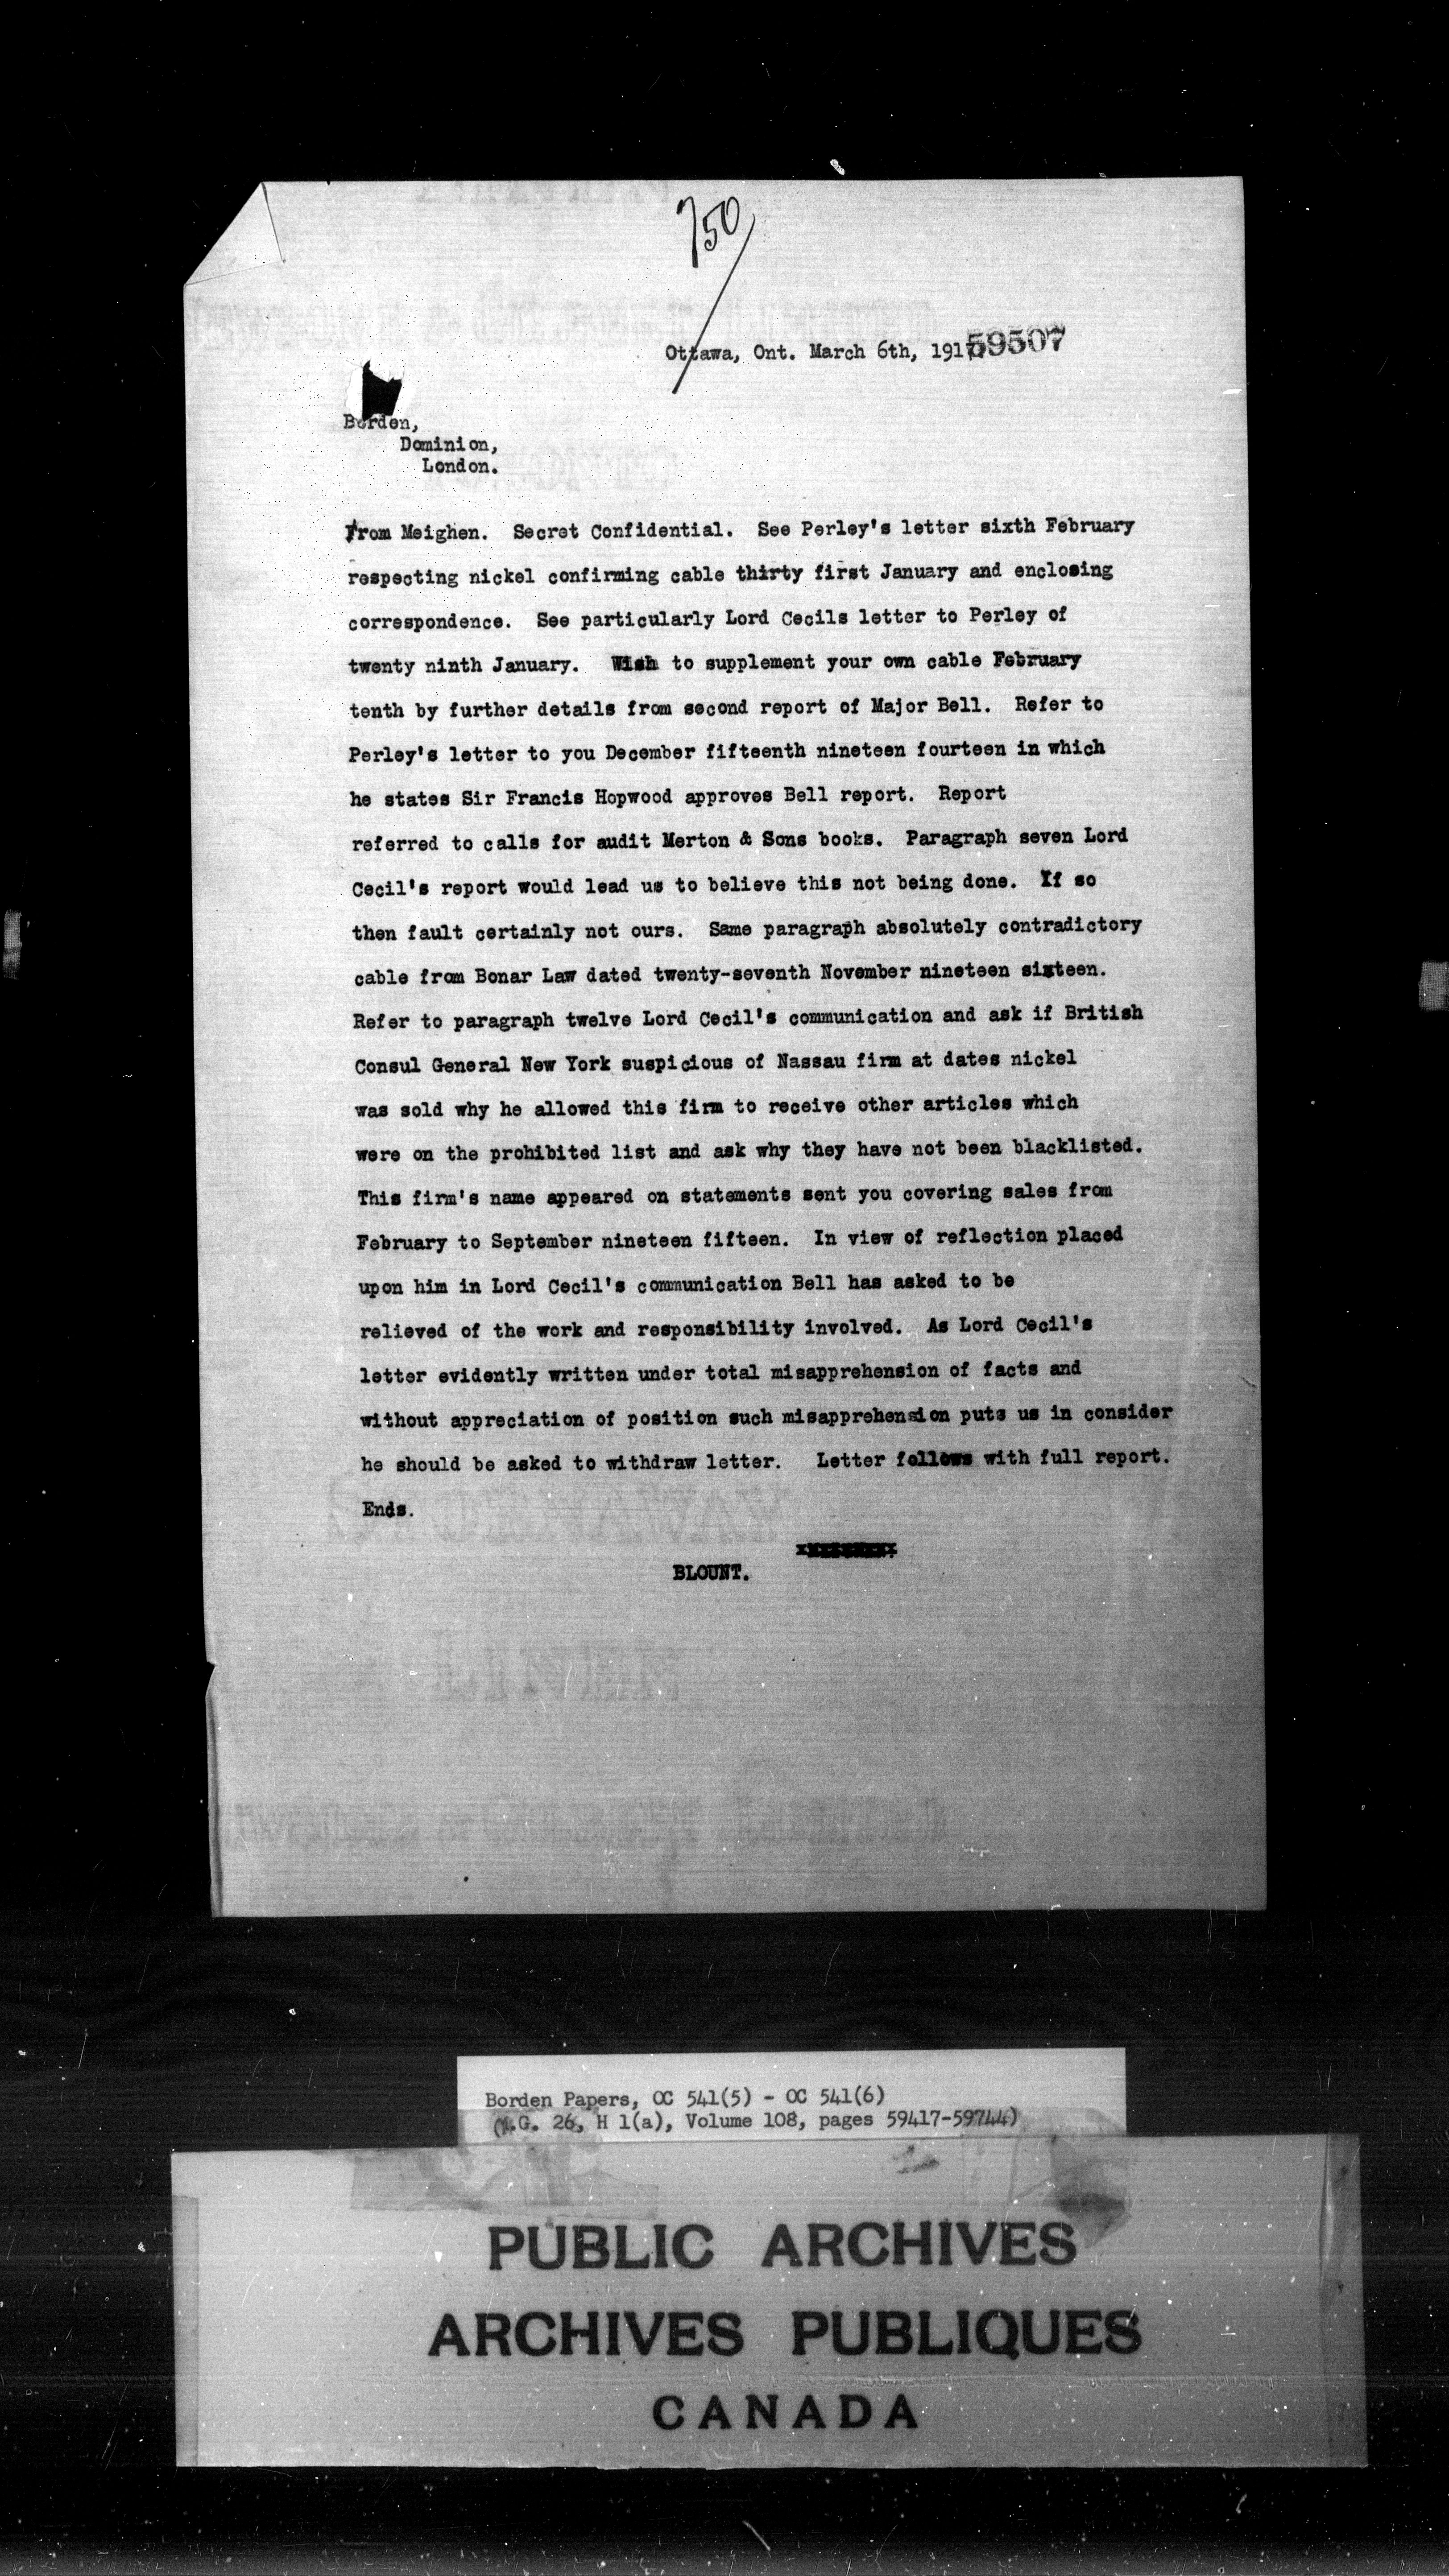 750
Ottawa, Ont. March 6th, 1917
59507
Borden,
Dominion,
London.
From Meighen. Secret Confidential. See Perley's letter sixth February
respecting nickel confirming cable thirty first January and enclosing
correspondence. See particularly Lord Cecils letter to Perley of
twenty ninth January. Wish to supplement your own cable February
tenth by further details from second report of Major Bell. Refer to
Perley's letter to you December fifteenth nineteen fourteen in which
he states Sir Francis Hopwood approves Bell report. Report
referred to calls for audit Merton & Sons books. Paragraph seven Lord
Cecil's report would lead us to believe this not being done. If so
then fault certainly not ours. Same paragraph absolutely contradictory
cable from Bonar Law dated twenty-seventh November nineteen sixteen.
Refer to paragraph twelve Lord Cecil's communication and ask if British
Consul General New York suspicious of Nassau firm at dates nickel
was sold why he allowed this firm to receive other articles which
were on the prohibited list and ask why they have not been blacklisted.
This firm's name appeared on statements sent you covering sales from
February to September nineteen fifteen. In view of reflection placed
upon him in Lord Cecil's communication Bell has asked to be
relieved of the work and responsibility involved. As Lord Cecil's
letter evidently written under total misapprehension of facts and
without appreciation of position such misapprehension puts us in consider
he should be asked to withdraw letter. Letter follows with full report.
Ends.
BLOUNT.
Borden Papers, OC 541(5) - OC 541(6)
(M.G. 26, H 1(a), Volume 108, pages 59417-59744)
PUBLIC ARCHIVES
ARCHIVES PUBLIQUES
CANADA